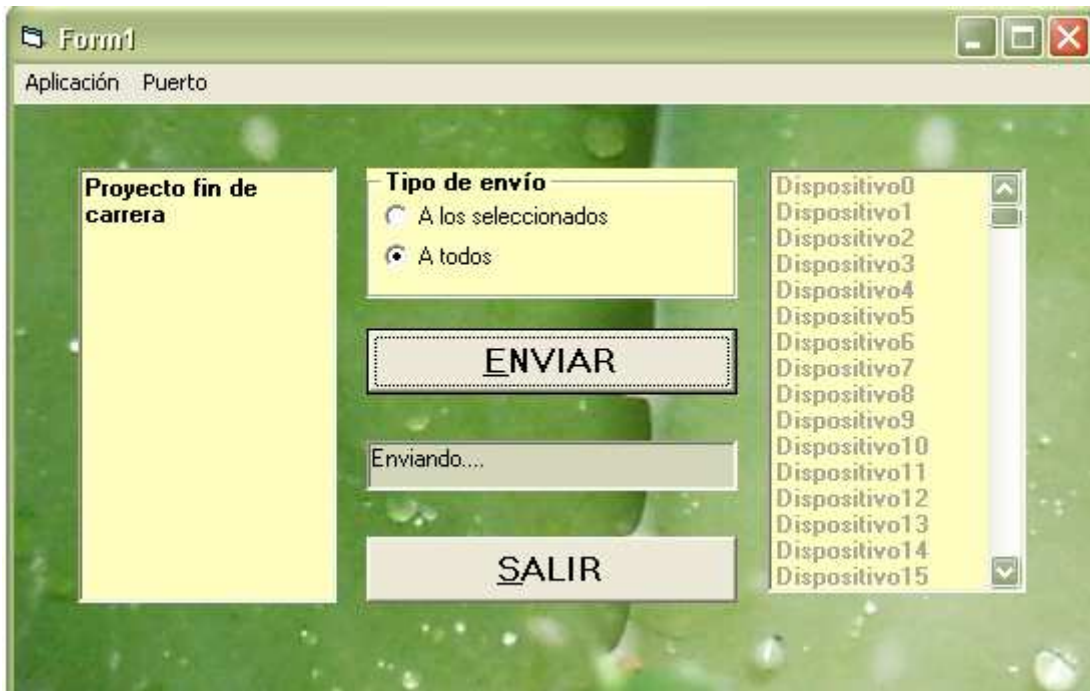 Form1
Aplicación Puerto
Proyecto fin de
carrera
Tipo de envío
A los seleccionados
A todos
ENVIAR
Enviando....
SALIR
Dispositivo0
Dispositivo1
Dispositivo2
Dispositivo3
Dispositivo4
Dispositivo5
Dispositivo6
Dispositivo7
Dispositivo8
Dispositivo9
Dispositivo10
Dispositivo11
Dispositivo12
Dispositivo13
Dispositivo14
Dispositivo15